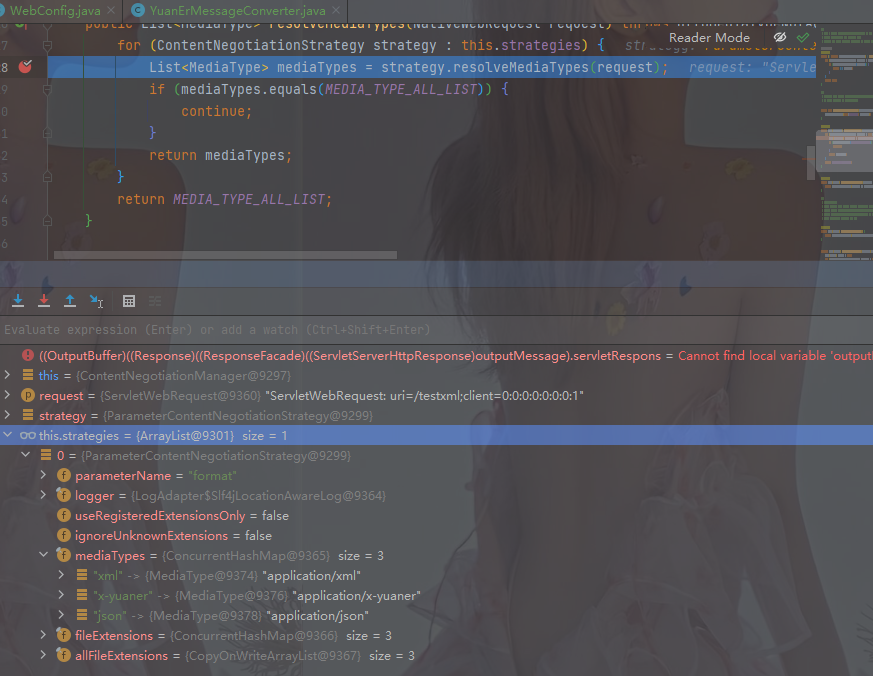 WebConfig.java × YuanErMessageConverter.java ×
public List<MediaType> resolveMediaTypes(NativeWebRequest request)
Reader Mode
7 for (ContentNegotiationStrategy strategy : this.strategies) {
8 List<MediaType> mediaTypes = strategy.resolveMediaTypes(request); request: "Servle
9 if (mediaTypes.equals(MEDIA_TYPE_ALL_LIST)) {
0 continue;
1 }
2 return mediaTypes;
3 }
4 return MEDIA_TYPE_ALL_LIST;
5 }
6
Evaluate expression (Enter) or add a watch (Ctrl+Shift+Enter)
((OutputBuffer)((Response)((ResponseFacade)((ServletServerHttpResponse)outputMessage).servletRespons = Cannot find local variable 'output
this = {ContentNegotiationManager@9297}
request = {ServletWebRequest@9360} "ServletWebRequest: uri=/testxml;client=0:0:0:0:0:0:0:1"
strategy = {ParameterContentNegotiationStrategy@9299}
this.strategies = {ArrayList@9301} size = 1
0 = {ParameterContentNegotiationStrategy@9299}
parameterName = "format"
logger = {LogAdapter$Slf4jLocationAwareLog@9364}
useRegisteredExtensionsOnly = false
ignoreUnknownExtensions = false
mediaTypes = {ConcurrentHashMap@9365} size = 3
"xml" -> {MediaType@9374} "application/xml"
"x-yuaner" -> {MediaType@9376} "application/x-yuaner"
"json" -> {MediaType@9378} "application/json"
fileExtensions = {ConcurrentHashMap@9366} size = 3
allFileExtensions = {CopyOnWriteArrayList@9367} size = 3